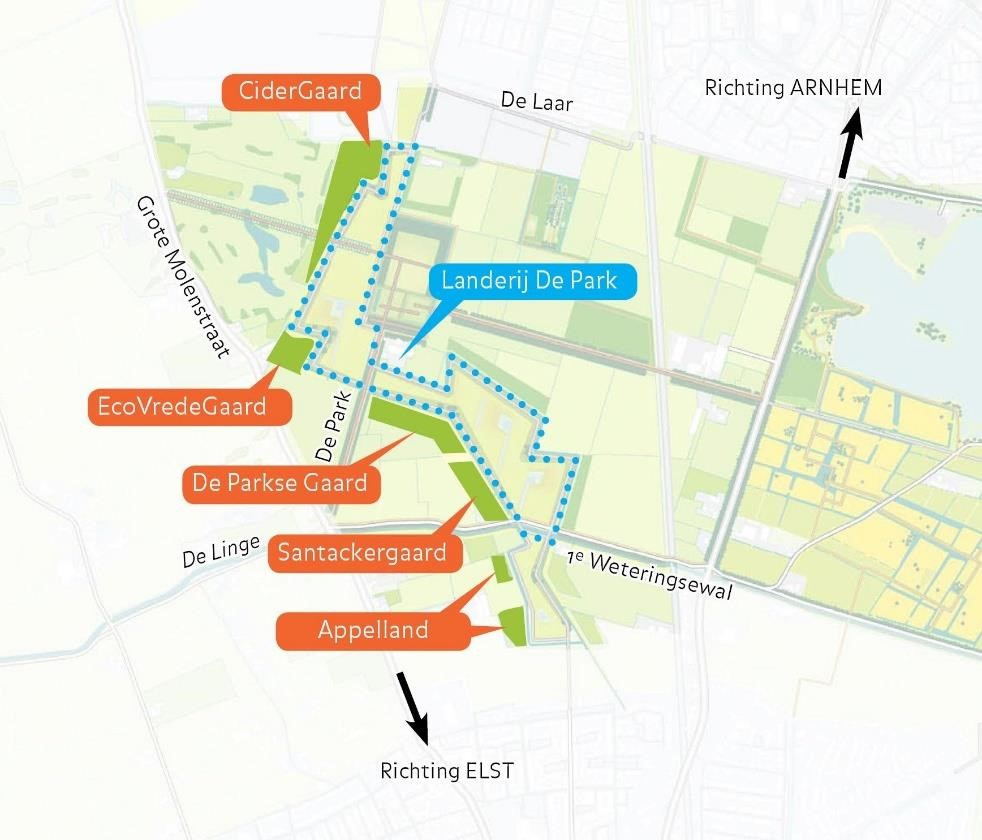 Richting ARNHEM
CiderGaard
De Laar
Grote Molenstraat
Landerij De Park
EcoVredeGaard
De Park
De Parkse Gaard
De Linge
Santackergaard
1e Weteringsewal
Appelland
Richting ELST